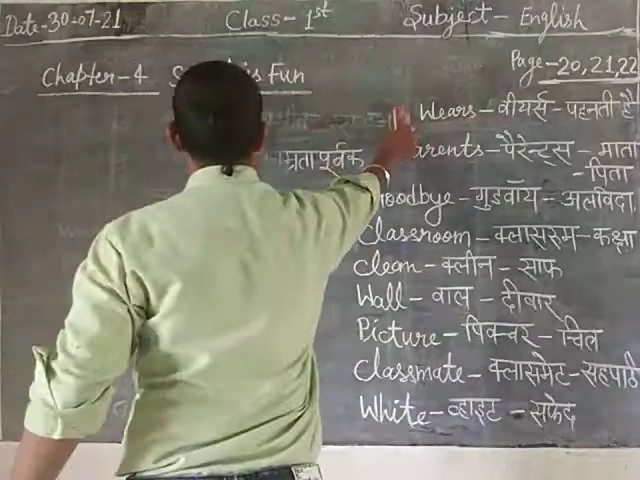 Date-30-07-21 Class-1st Subject-English
Page-20,21,22
Chapter-4 is Fun
Wears-वीयर्स-पहनती है
arents-पैरेन्ट्स-माता
-पिता
म्रतापूर्वक
oodbye-गुडबॉय-अलविदा
Classroom-क्लासरूम-कक्षा
Clean-क्लीन-साफ
Wall-वाल-दीवार
Picture-पिक्चर-चित्र
Classmate-क्लासमेट-सहपाठी
White-व्हाइट-सफेद